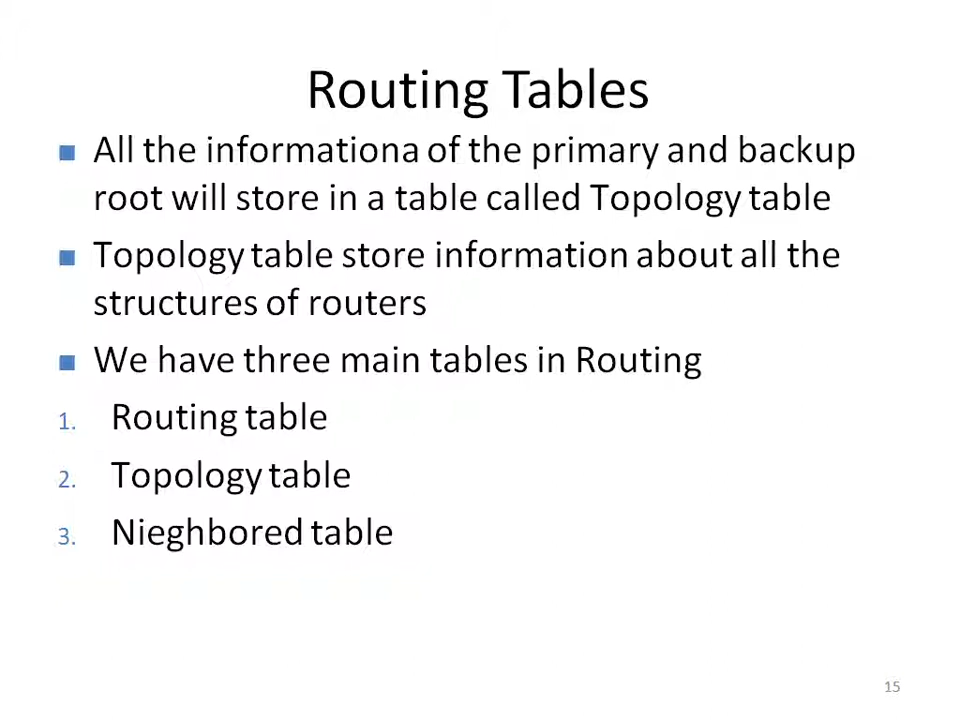 Routing Tables
All the informationa of the primary and backup
root will store in a table called Topology table
Topology table store information about all the
structures of routers
We have three main tables in Routing
1. Routing table
2. Topology table
3. Nieghbored table
15